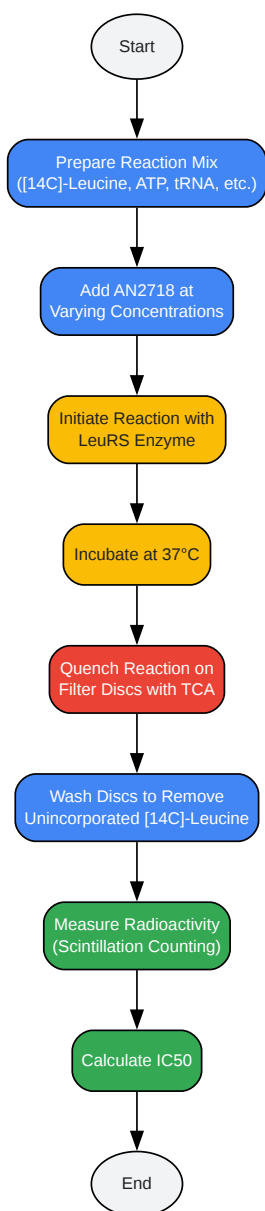 Start
Prepare Reaction Mix
([14C]-Leucine, ATP, tRNA, etc.)
Add AN2718 at
Varying Concentrations
Initiate Reaction with
LeuRS Enzyme
Incubate at 37°C
Quench Reaction on
Filter Discs with TCA
Wash Discs to Remove
Unincorporated [14C]-Leucine
Measure Radioactivity
(Scintillation Counting)
Calculate IC50
End